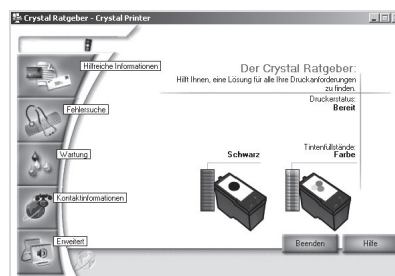 Crystal Ratgeber - Crystal Printer
Hilfreiche Informationen
Fehlersuche
Wartung
Kontaktinformationen
Erweitert
Der Crystal Ratgeber:
Hilft Ihnen, eine Lösung für alle Ihre Druckanforderungen
zu finden.
Druckerstatus:
Bereit
Tintenfüllstände:
Schwarz
Farbe
Beenden
Hilfe